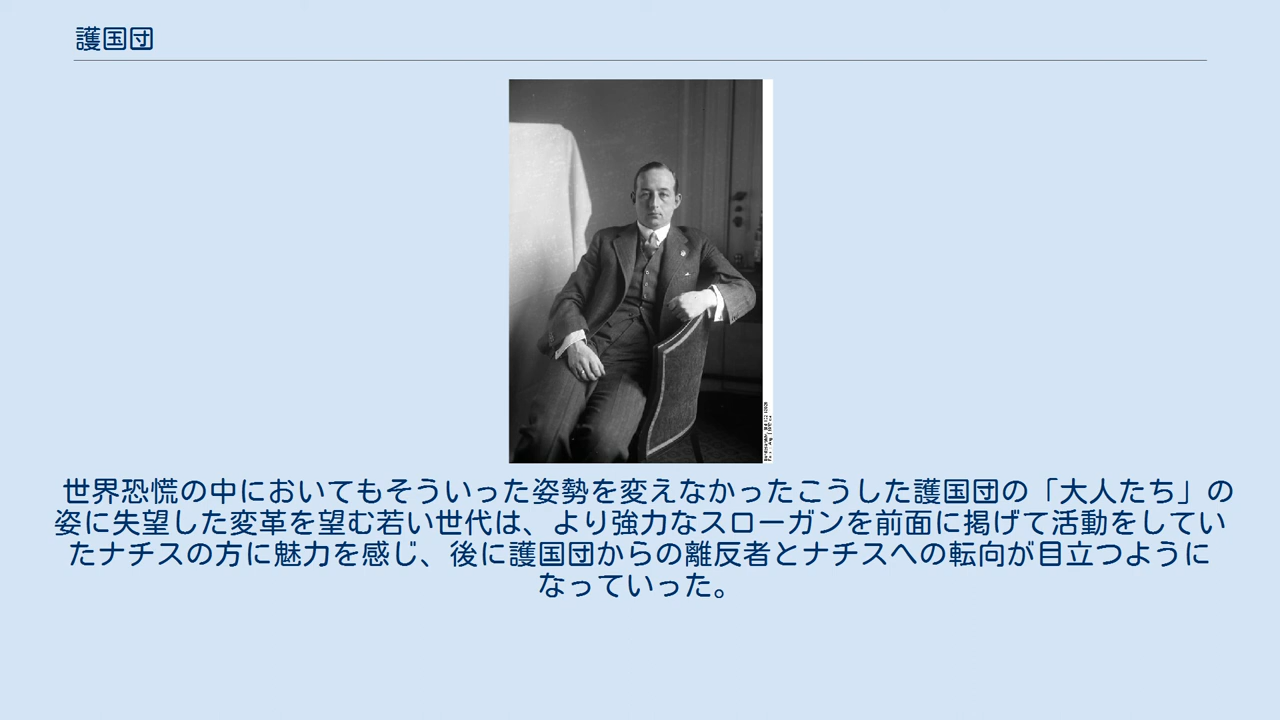 護国団
世界恐慌の中においてもそういった姿勢を変えなかったこうした護国団の「大人たち」の
姿に失望した変革を望む若い世代は、より強力なスローガンを前面に掲げて活動をしてい
たナチスの方に魅力を感じ、後に護国団からの離反者とナチスへの転向が目立つように
なっていった。